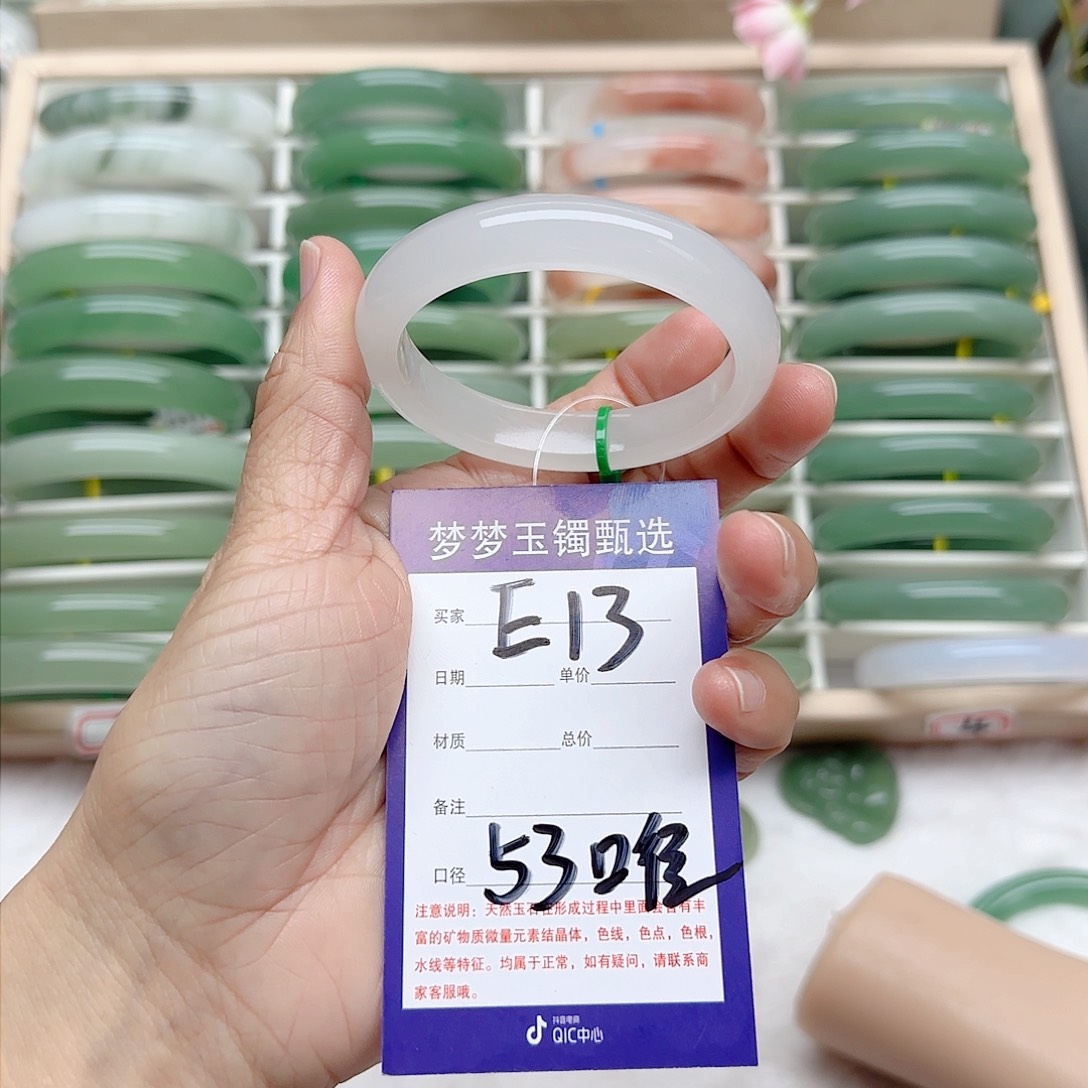 梦梦玉镯甄选
买家 E13
日期 单价
材质 总价
备注
口径 53唯
注意说明：天然玉石在形成过程中里面会含有丰
富的矿物质微量元素结晶体，色线，色点，色根，
水线等特征。均属于正常，如有疑问，请联系商
家客服哦。
抖音电商
QIC中心